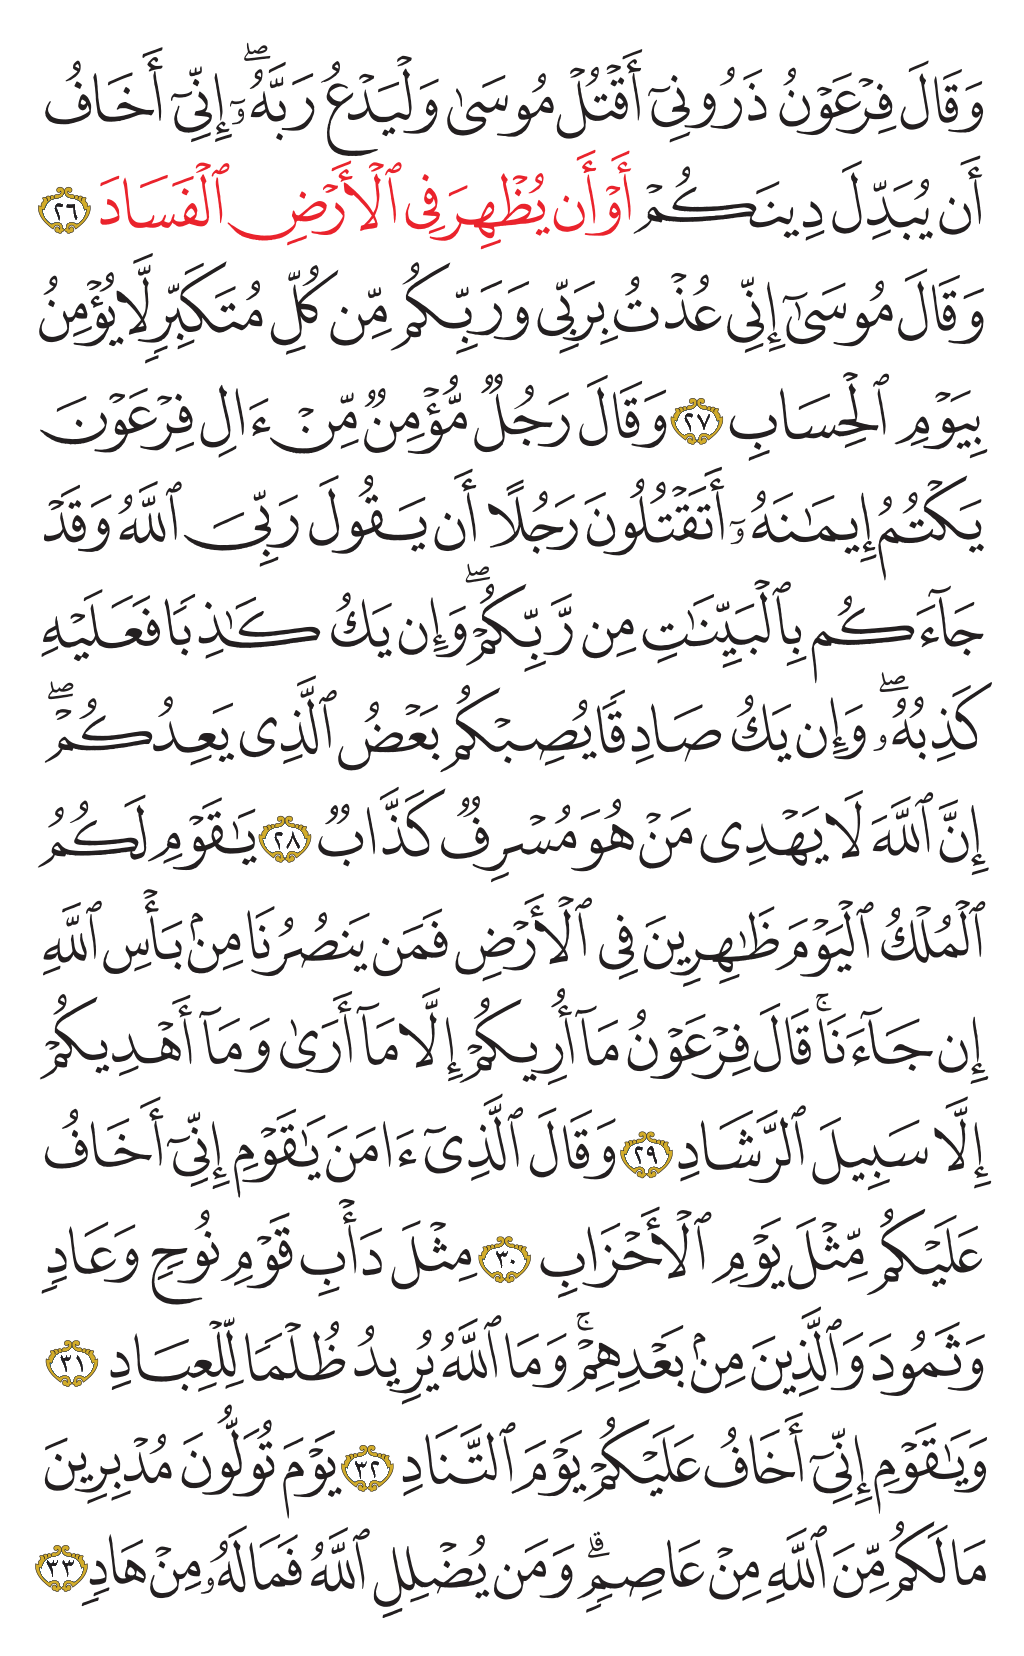 وَقَالَ فِرْعَوْنُ ذَرُونِىٓ أَقْتُلْ مُوسَىٰ وَلْيَدْعُ رَبَّهُۥٓ ۖ إِنِّىٓ أَخَافُ
أَن يُبَدِّلَ دِينَكُمْ أَوْ أَن يُظْهِرَ فِى ٱلْأَرْضِ ٱلْفَسَادَ ٢٦
وَقَالَ مُوسَىٰٓ إِنِّى عُذْتُ بِرَبِّى وَرَبِّكُم مِّن كُلِّ مُتَكَبِّرٍ لَّا يُؤْمِنُ
بِيَوْمِ ٱلْحِسَابِ ٢٧ وَقَالَ رَجُلٌ مُّؤْمِنٌ مِّنْ ءَالِ فِرْعَوْنَ
يَكْتُمُ إِيمَـٰنَهُۥٓ أَتَقْتُلُونَ رَجُلًا أَن يَقُولَ رَبِّىَ ٱللَّهُ وَقَدْ
جَآءَكُم بِٱلْبَيِّنَـٰتِ مِن رَّبِّكُمْ ۖ وَإِن يَكُ كَـٰذِبًا فَعَلَيْهِ
كَذِبُهُۥ ۖ وَإِن يَكُ صَادِقًا يُصِبْكُم بَعْضُ ٱلَّذِى يَعِدُكُمْ ۖ
إِنَّ ٱللَّهَ لَا يَهْدِى مَنْ هُوَ مُسْرِفٌ كَذَّابٌ ٢٨ يَـٰقَوْمِ لَكُمُ
ٱلْمُلْكُ ٱلْيَوْمَ ظَـٰهِرِينَ فِى ٱلْأَرْضِ فَمَن يَنصُرُنَا مِنۢ بَأْسِ ٱللَّهِ
إِن جَآءَنَا ۚ قَالَ فِرْعَوْنُ مَآ أُرِيكُمْ إِلَّا مَآ أَرَىٰ وَمَآ أَهْدِيكُمْ
إِلَّا سَبِيلَ ٱلرَّشَادِ ٢٩ وَقَالَ ٱلَّذِىٓ ءَامَنَ يَـٰقَوْمِ إِنِّىٓ أَخَافُ
عَلَيْكُم مِّثْلَ يَوْمِ ٱلْأَحْزَابِ ٣٠ مِثْلَ دَأْبِ قَوْمِ نُوحٍ وَعَادٍ
وَثَمُودَ وَٱلَّذِينَ مِنۢ بَعْدِهِمْ ۚ وَمَا ٱللَّهُ يُرِيدُ ظُلْمًا لِّلْعِبَادِ ٣١
وَيَـٰقَوْمِ إِنِّىٓ أَخَافُ عَلَيْكُمْ يَوْمَ ٱلتَّنَادِ ٣٢ يَوْمَ تُوَلُّونَ مُدْبِرِينَ
مَا لَكُم مِّنَ ٱللَّهِ مِنْ عَاصِمٍ ۗ وَمَن يُضْلِلِ ٱللَّهُ فَمَا لَهُۥ مِنْ هَادٍ ٣٣